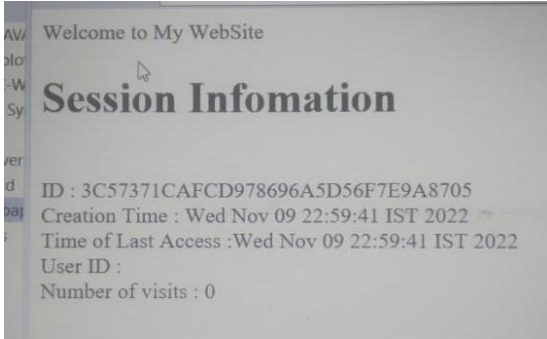 Welcome to My WebSite
Session Infomation
ID : 3C57371CAFCD978696A5D56F7E9A8705
Creation Time : Wed Nov 09 22:59:41 IST 2022
Time of Last Access :Wed Nov 09 22:59:41 IST 2022
User ID :
Number of visits : 0